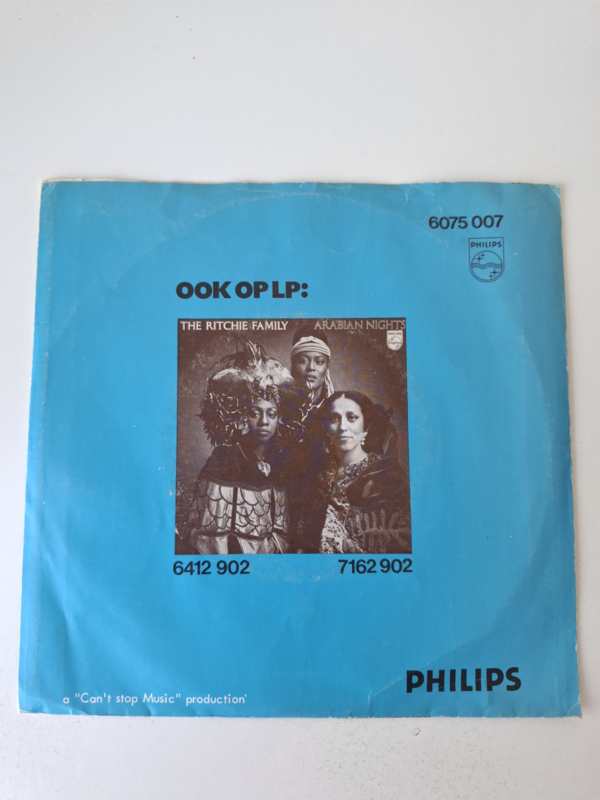 6075 007
PHILIPS
OOK OP LP:
THE RITCHIE FAMILY ARABIAN NIGHTS
PHILIPS
6412 902 7162 902
PHILIPS
a "Can't stop Music" production